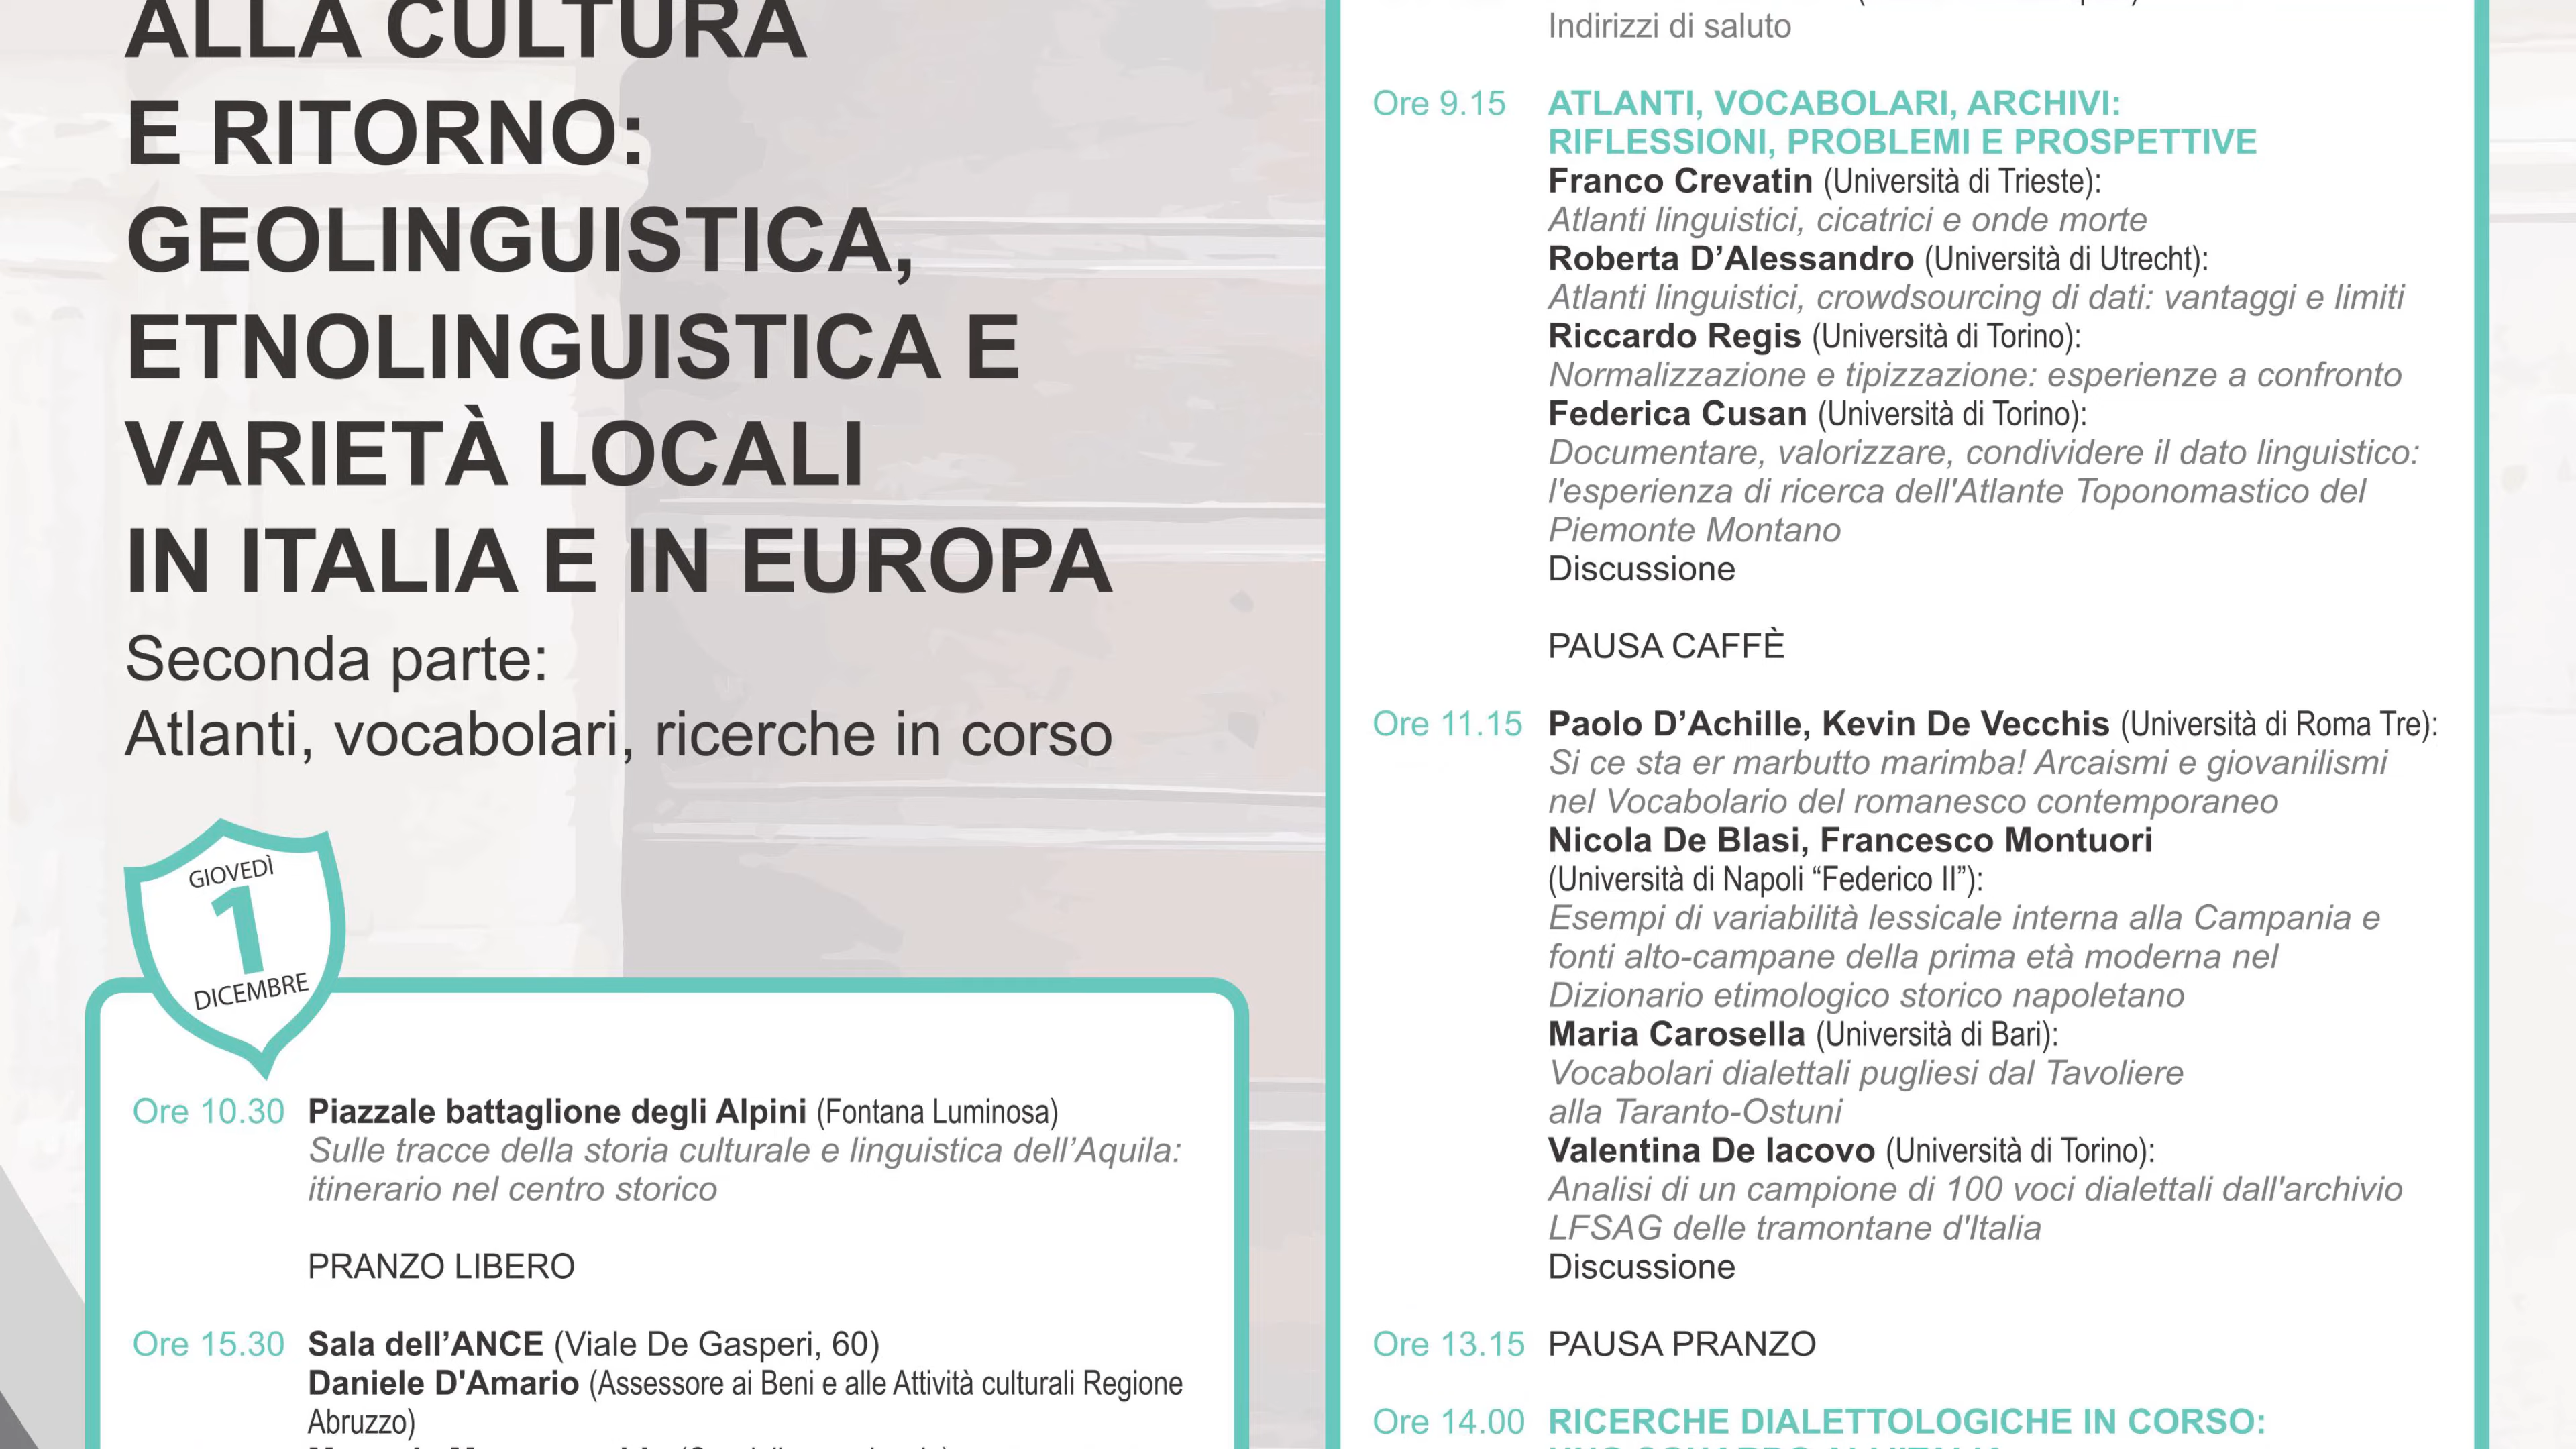 ALLA CULTURA
E RITORNO:
GEOLINGUISTICA,
ETNOLINGUISTICA E
VARIETÀ LOCALI
IN ITALIA E IN EUROPA
Seconda parte:
Atlanti, vocabolari, ricerche in corso
GIOVEDÌ
1
DICEMBRE
Ore 10.30 Piazzale battaglione degli Alpini (Fontana Luminosa)
Sulle tracce della storia culturale e linguistica dell’Aquila:
itinerario nel centro storico
PRANZO LIBERO
Ore 15.30 Sala dell’ANCE (Viale De Gasperi, 60)
Daniele D'Amario (Assessore ai Beni e alle Attività culturali Regione
Abruzzo)
Indirizzi di saluto
Ore 9.15 ATLANTI, VOCABOLARI, ARCHIVI:
RIFLESSIONI, PROBLEMI E PROSPETTIVE
Franco Crevatin (Università di Trieste):
Atlanti linguistici, cicatrici e onde morte
Roberta D’Alessandro (Università di Utrecht):
Atlanti linguistici, crowdsourcing di dati: vantaggi e limiti
Riccardo Regis (Università di Torino):
Normalizzazione e tipizzazione: esperienze a confronto
Federica Cusan (Università di Torino):
Documentare, valorizzare, condividere il dato linguistico:
l'esperienza di ricerca dell'Atlante Toponomastico del
Piemonte Montano
Discussione
PAUSA CAFFÈ
Ore 11.15 Paolo D’Achille, Kevin De Vecchis (Università di Roma Tre):
Si ce sta er marbutto marimba! Arcaismi e giovanilismi
nel Vocabolario del romanesco contemporaneo
Nicola De Blasi, Francesco Montuori
(Università di Napoli “Federico II”):
Esempi di variabilità lessicale interna alla Campania e
fonti alto-campane della prima età moderna nel
Dizionario etimologico storico napoletano
Maria Carosella (Università di Bari):
Vocabolari dialettali pugliesi dal Tavoliere
alla Taranto-Ostuni
Valentina De Iacovo (Università di Torino):
Analisi di un campione di 100 voci dialettali dall'archivio
LFSAG delle tramontane d'Italia
Discussione
Ore 13.15 PAUSA PRANZO
Ore 14.00 RICERCHE DIALETTOLOGICHE IN CORSO: